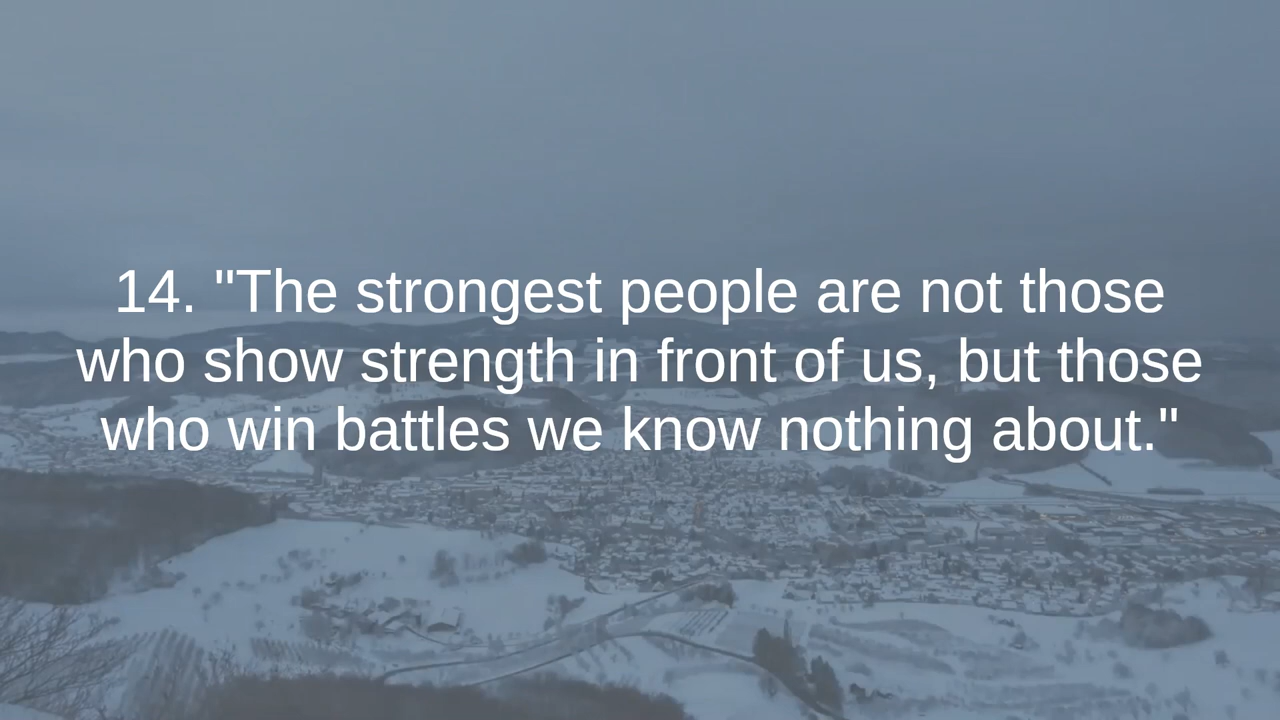 14. "The strongest people are not those
who show strength in front of us, but those
who win battles we know nothing about."